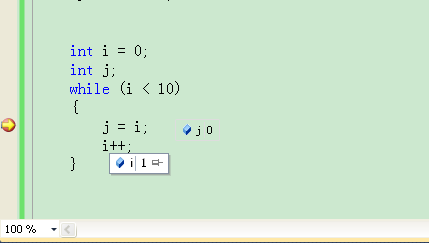 int i = 0;
int j;
while (i < 10)
{
j = i; j 0
i++;
i 1
}
100 %